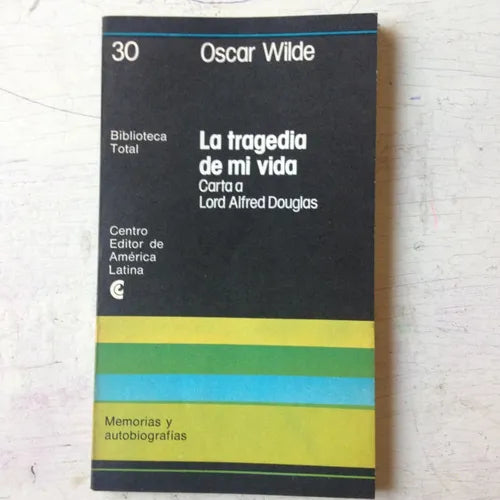 30
Oscar Wilde
Biblioteca
Total
La tragedia
de mi vida
Carta a
Lord Alfred Douglas
Centro
Editor de
América
Latina
Memorias y
autobiografías